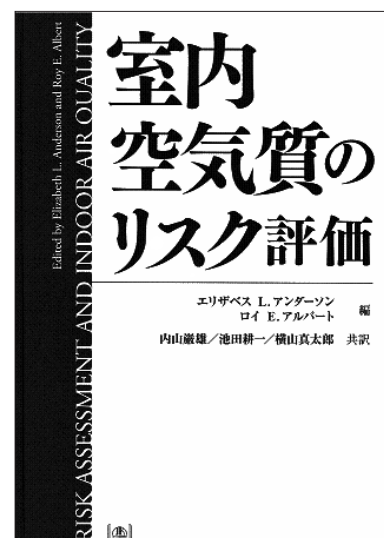 室内
空気質の
リスク評価
エリザベス L.アンダーソン
ロイ E.アルバート
編
内山巌雄／池田耕一／横山真太郎 共訳
Edited by Elizabeth L. Anderson and Roy E. Albert
RISK ASSESSMENT AND INDOOR AIR QUALITY